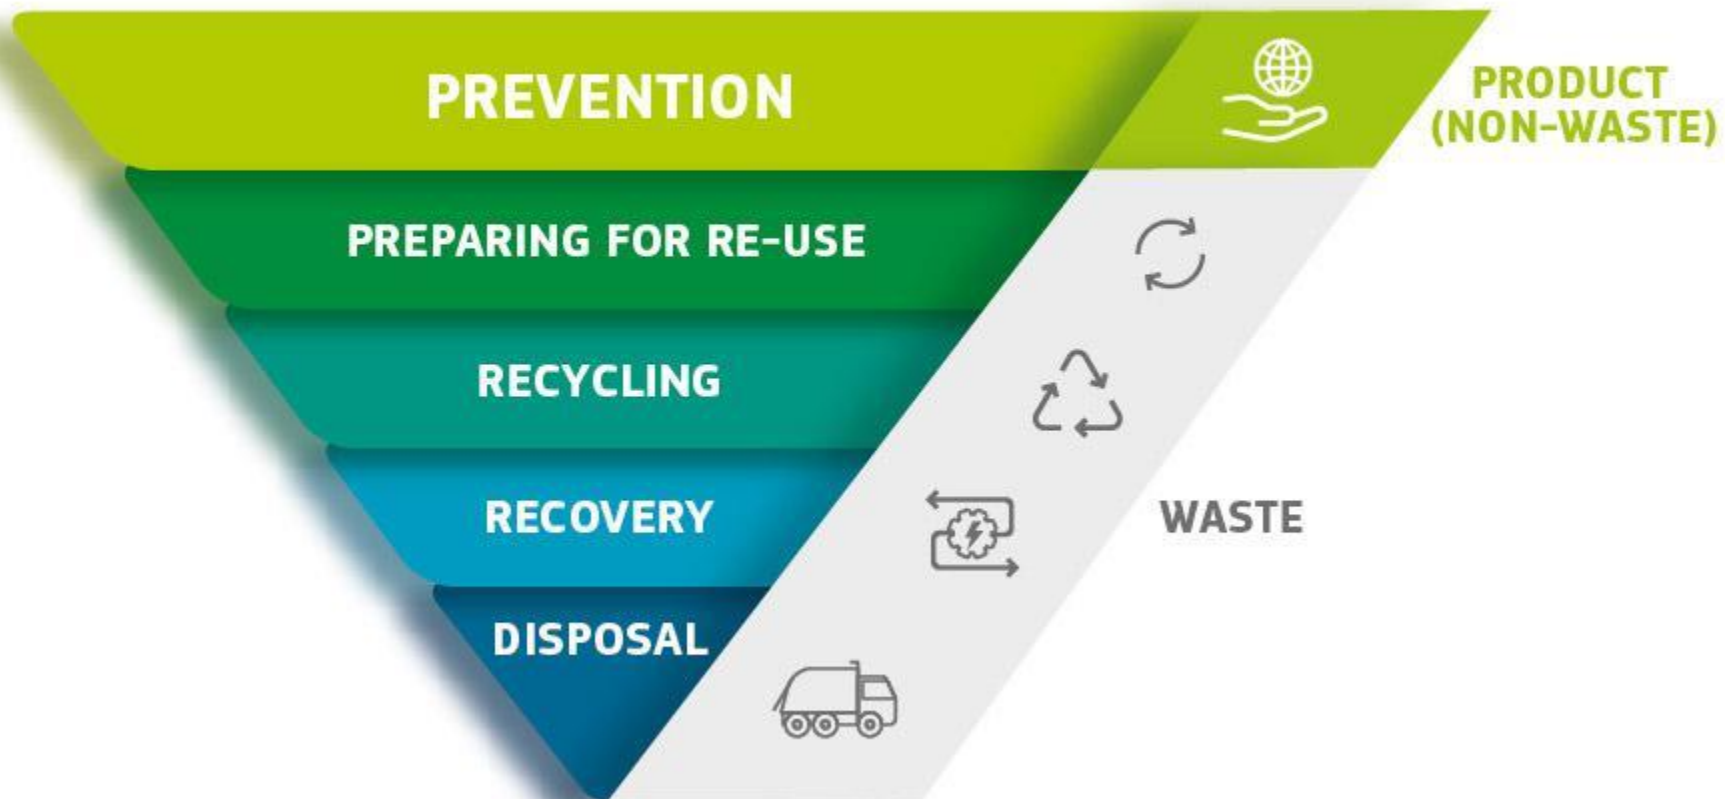 PREVENTION
PRODUCT
(NON-WASTE)
PREPARING FOR RE-USE
RECYCLING
RECOVERY
WASTE
DISPOSAL